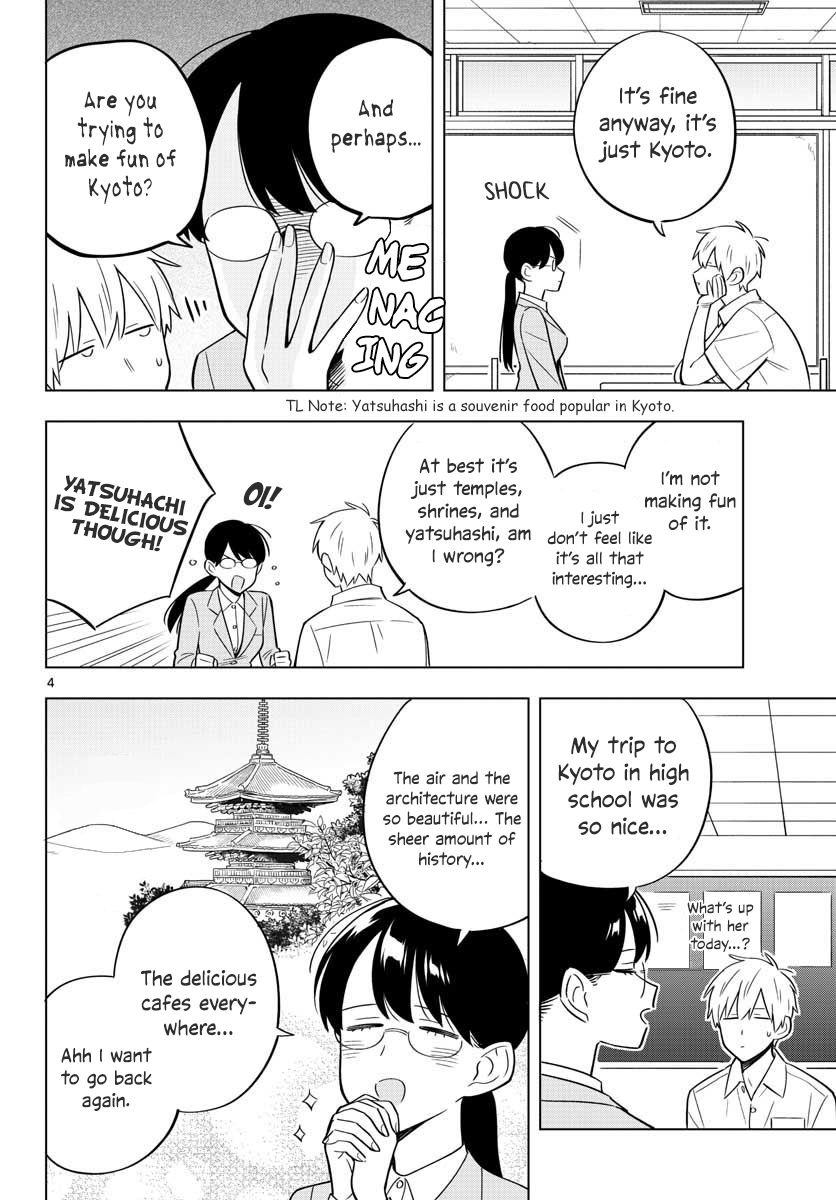 It's fine
anyway, it's
just Kyoto.
SHOCK
And
perhaps...
Are you
trying to
make fun of
Kyoto?
ME
NAC
ING
TL Note: Yatsuhashi is a souvenir food popular in Kyoto.
I'm not
making fun
of it.
I just
don't feel like
it's all that
interesting...
At best it's
just temples,
shrines, and
yatsuhashi, am
I wrong?
OI!
YATSUHACHI
IS DELICIOUS
THOUGH!
4
My trip to
Kyoto in high
school was
so nice...
What's up
with her
today...?
The air and the
architecture were
so beautiful... The
sheer amount of
history...
The delicious
cafes every-
where...
Ahh I want
to go back
again.